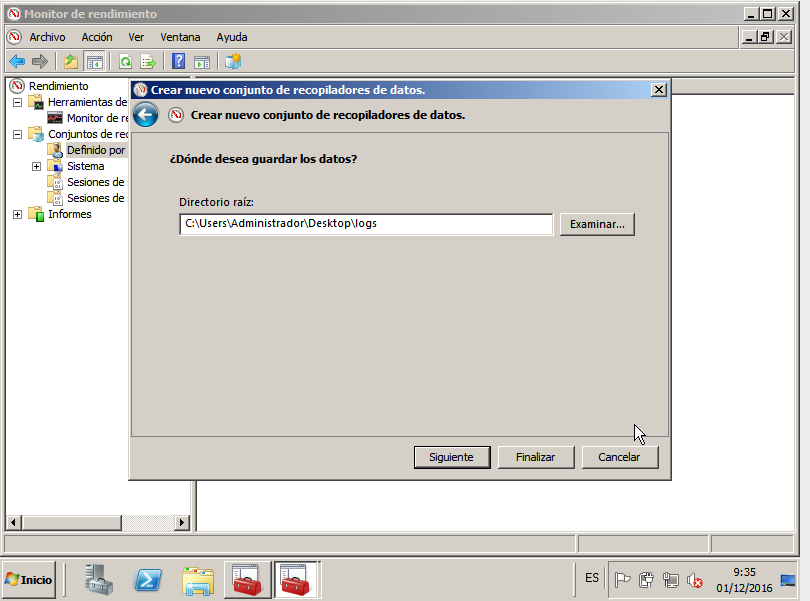 Monitor de rendimiento
Archivo Acción Ver Ventana Ayuda
Rendimiento
Herramientas de
Monitor de re
Conjuntos de rec
Definido por
Sistema
Sesiones de
Sesiones de
Informes
Crear nuevo conjunto de recopiladores de datos.
Crear nuevo conjunto de recopiladores de datos.
¿Dónde desea guardar los datos?
Directorio raíz:
C:\Users\Administrador\Desktop\logs
Examinar...
Siguiente Finalizar Cancelar
Inicio
ES
9:35
01/12/2016